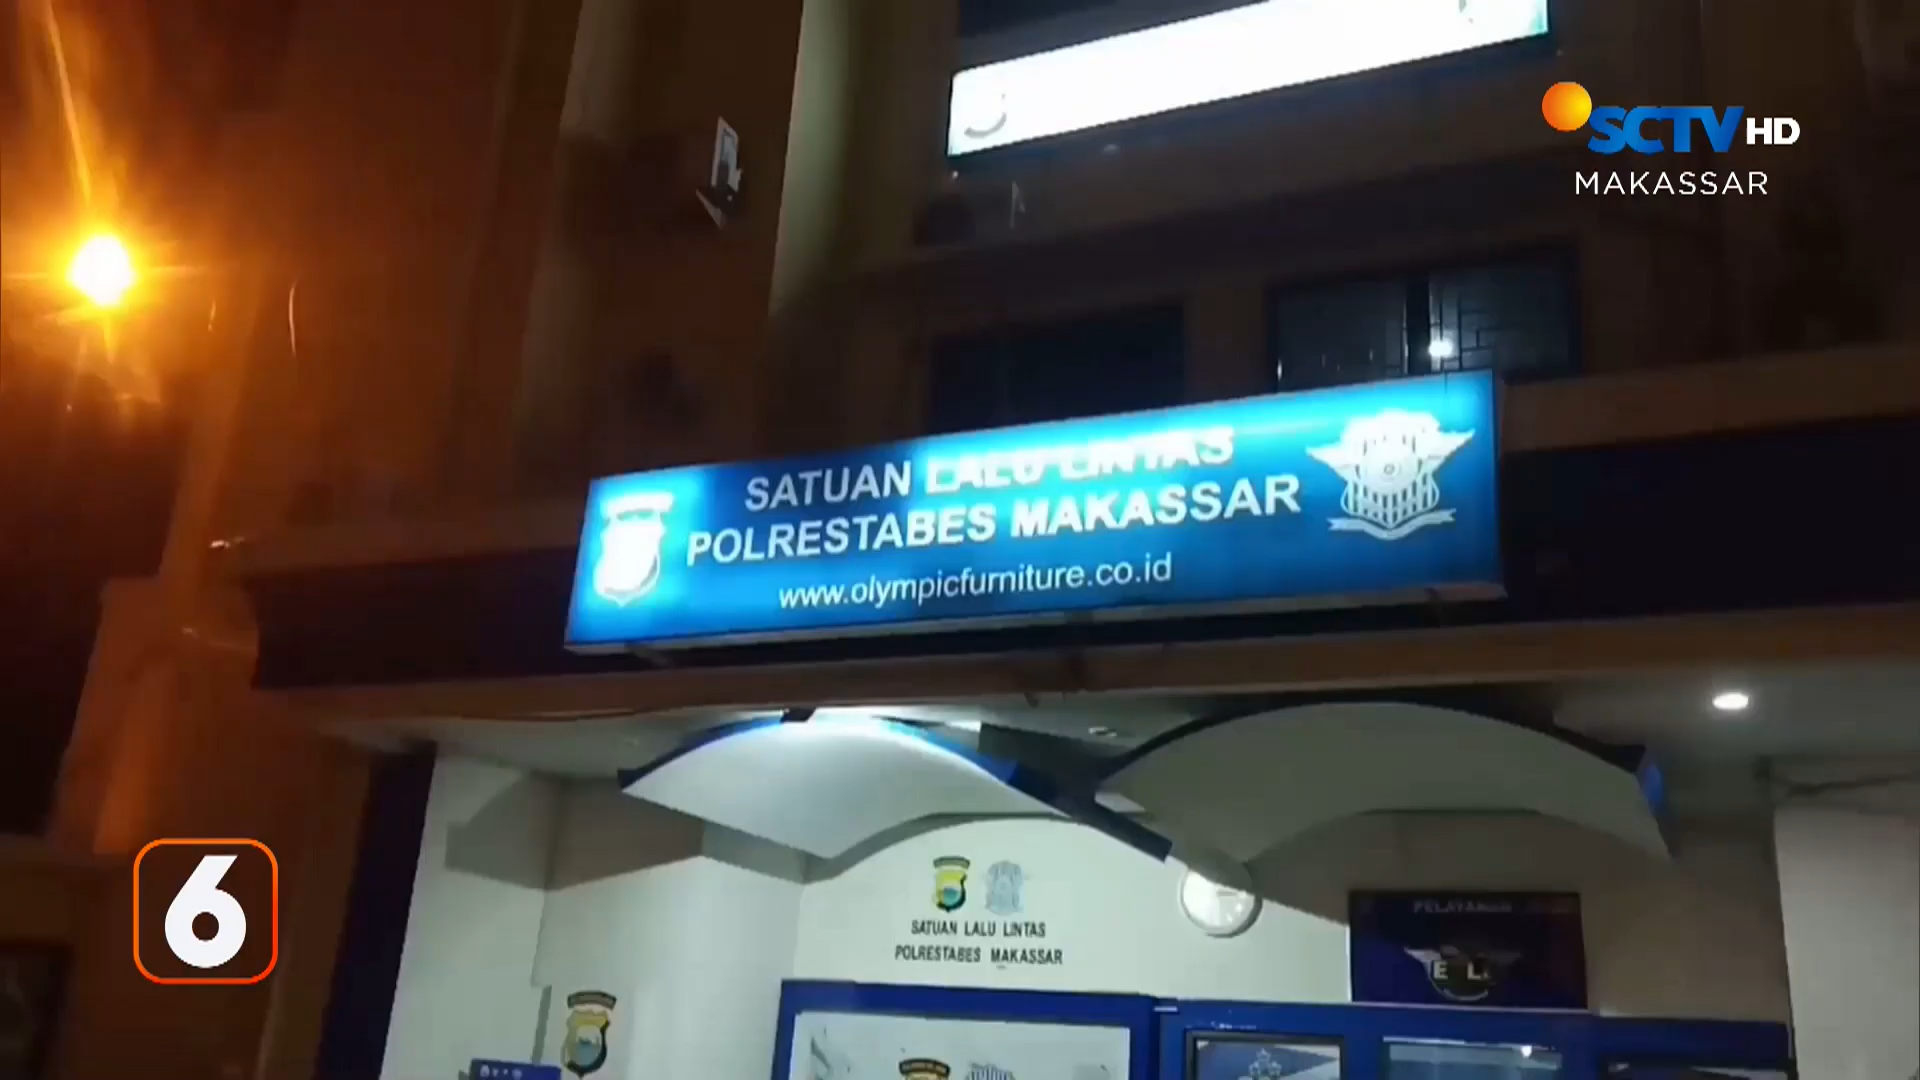 SCTV HD
MAKASSAR
SATUAN LALU LINTAS
POLRESTABES MAKASSAR
www.olympicfurniture.co.id
SATUAN LALU LINTAS
POLRESTABES MAKASSAR
PELAYANAN
6